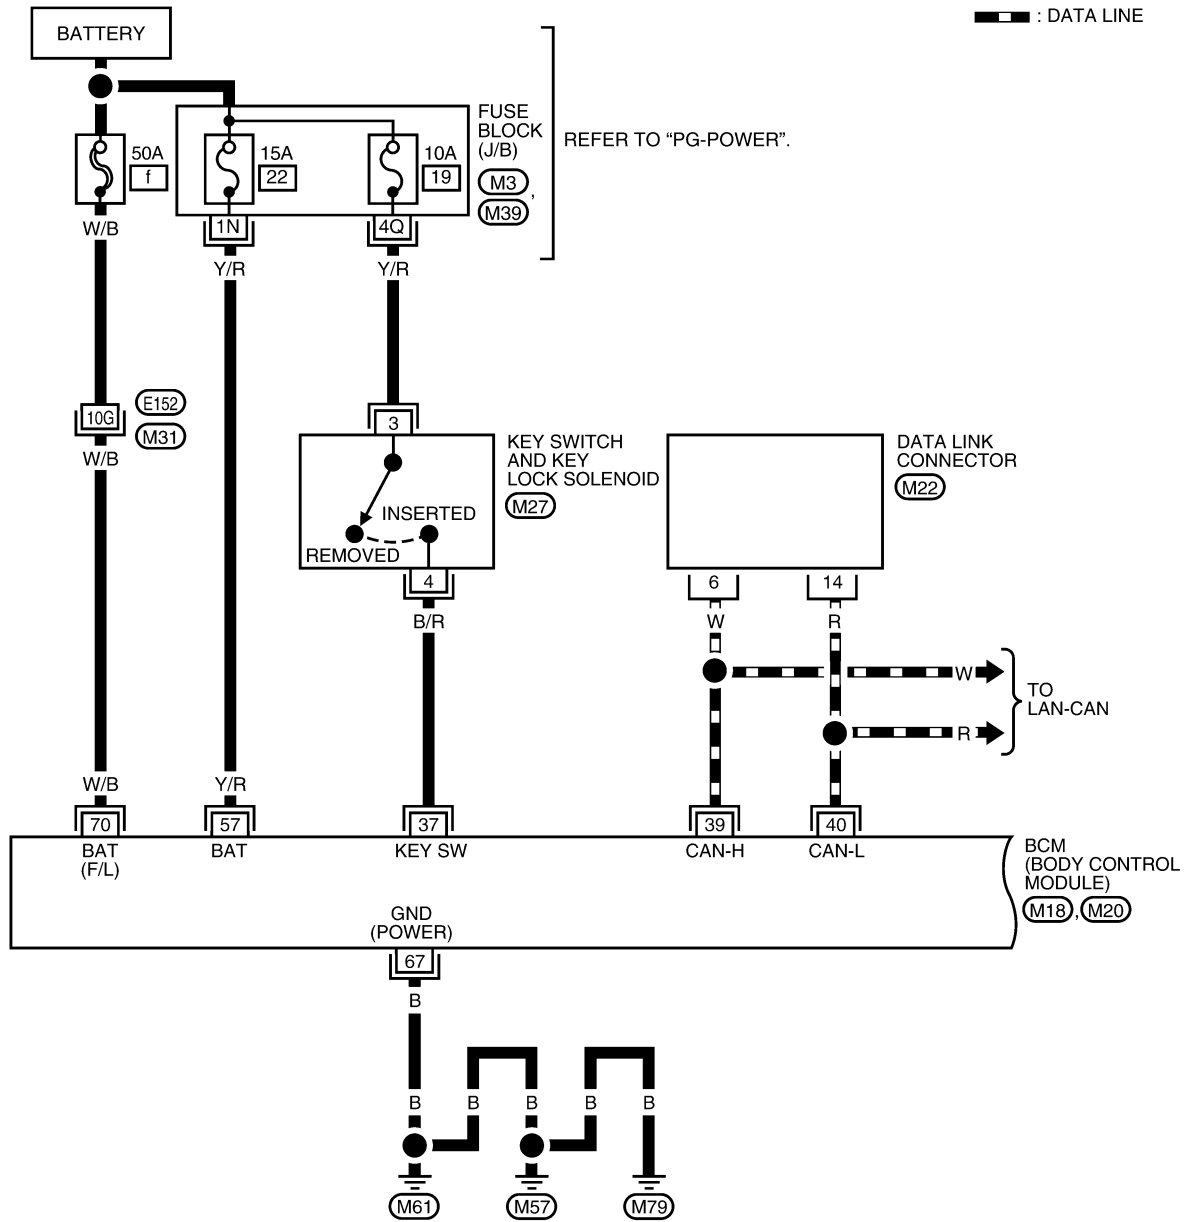 BATTERY
: DATA LINE
50A
f
15A
22
10A
19
FUSE
BLOCK
(J/B)
M3
,
M39
REFER TO “PG-POWER”.
W/B
1N
4Q
Y/R
Y/R
10G
E152
M31
W/B
3
KEY SWITCH
AND KEY
LOCK SOLENOID
M27
INSERTED
REMOVED
4
B/R
DATA LINK
CONNECTOR
M22
6
14
W
R
W
R
TO
LAN-CAN
W/B
Y/R
70
57
37
39
40
BAT
(F/L)
BAT
KEY SW
CAN-H
CAN-L
BCM
(BODY CONTROL
MODULE)
M18 , M20
GND
(POWER)
67
B
B
B
B
B
B
M61
M57
M79